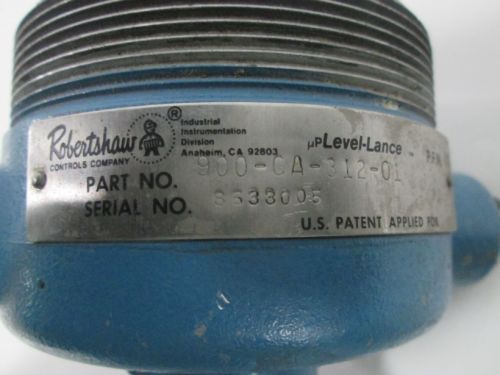 Robertshaw ®
CONTROLS COMPANY
Industrial
Instrumentation
Division
Anaheim, CA 92803
µPLevel-Lance ™
PART NO. 900-CA-312-01
SERIAL NO. 8533005
U.S. PATENT APPLIED FOR